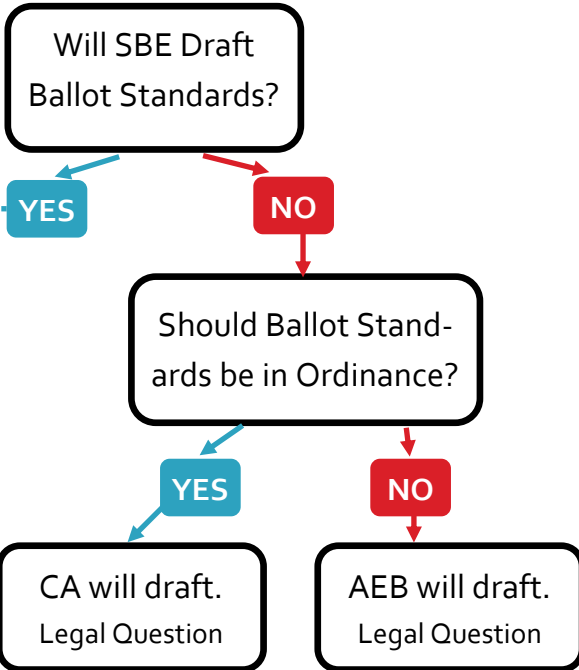 Will SBE Draft
Ballot Standards?
YES
NO
Should Ballot Stand-
ards be in Ordinance?
YES
NO
CA will draft.
Legal Question
AEB will draft.
Legal Question